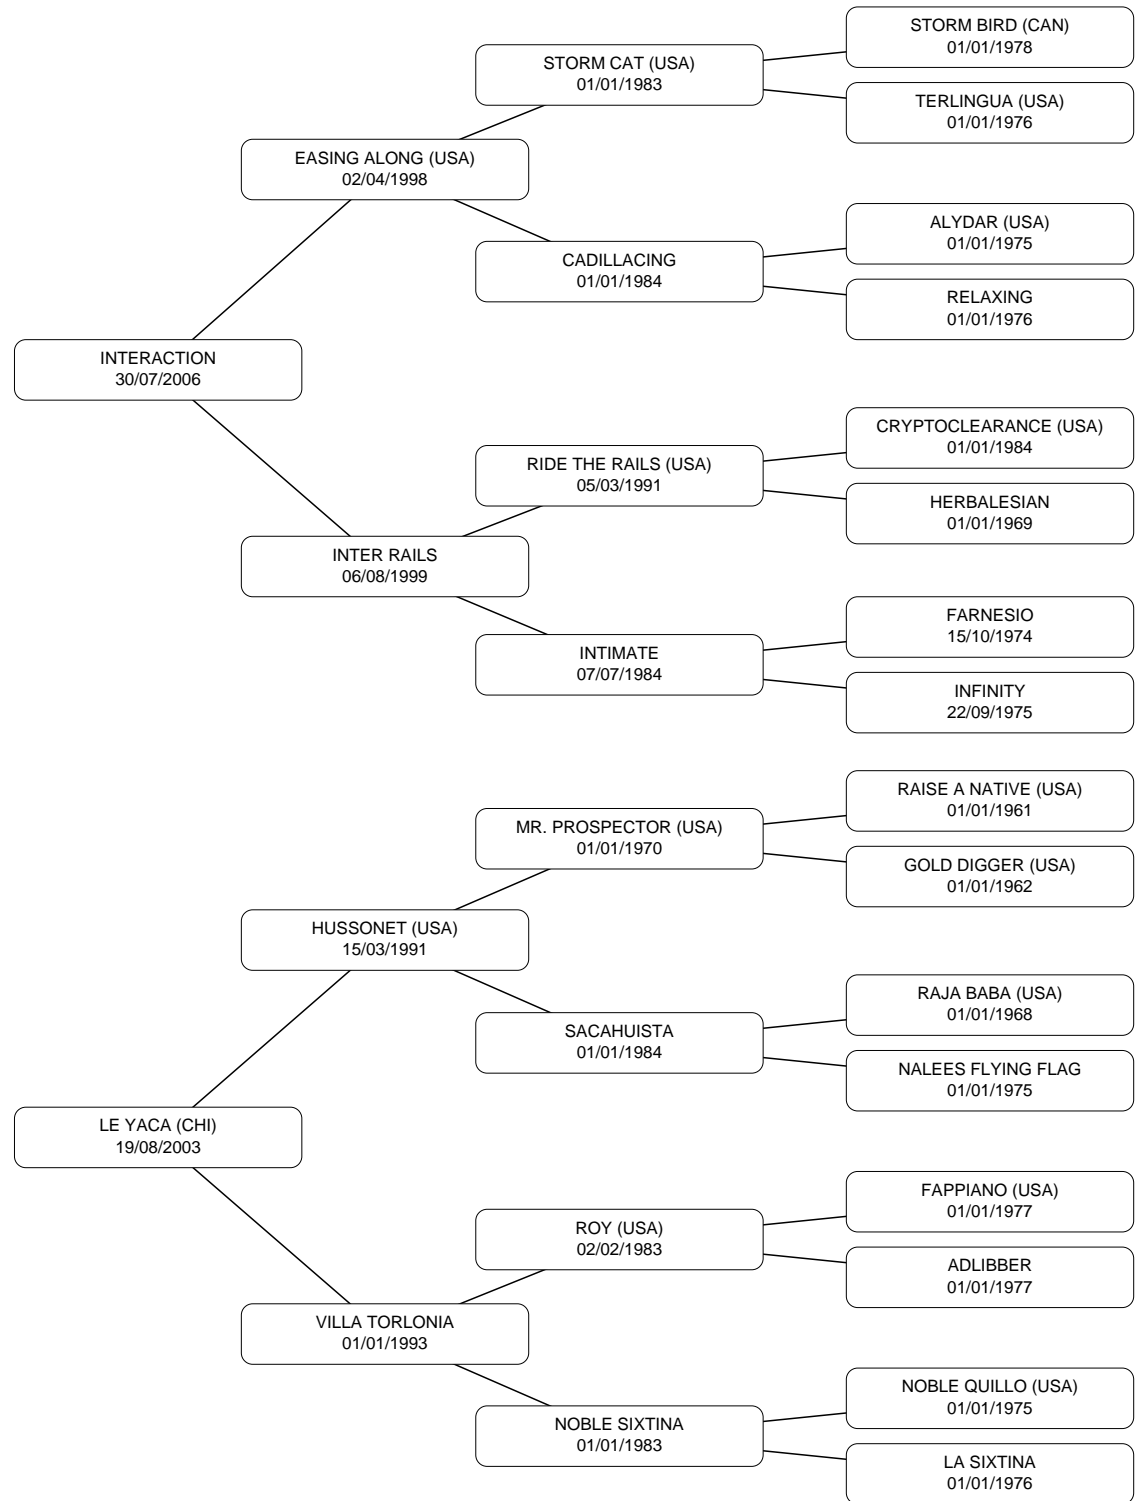 STORM BIRD (CAN)
01/01/1978
STORM CAT (USA)
01/01/1983
TERLINGUA (USA)
01/01/1976
EASING ALONG (USA)
02/04/1998
ALYDAR (USA)
01/01/1975
CADILLACING
01/01/1984
RELAXING
01/01/1976
INTERACTION
30/07/2006
CRYPTOCLEARANCE (USA)
01/01/1984
RIDE THE RAILS (USA)
05/03/1991
HERBALESIAN
01/01/1969
INTER RAILS
06/08/1999
FARNESIO
15/10/1974
INTIMATE
07/07/1984
INFINITY
22/09/1975
RAISE A NATIVE (USA)
01/01/1961
MR. PROSPECTOR (USA)
01/01/1970
GOLD DIGGER (USA)
01/01/1962
HUSSONET (USA)
15/03/1991
RAJA BABA (USA)
01/01/1968
SACAHUISTA
01/01/1984
NALEES FLYING FLAG
01/01/1975
LE YACA (CHI)
19/08/2003
FAPPIANO (USA)
01/01/1977
ROY (USA)
02/02/1983
ADLIBBER
01/01/1977
VILLA TORLONIA
01/01/1993
NOBLE QUILLO (USA)
01/01/1975
NOBLE SIXTINA
01/01/1983
LA SIXTINA
01/01/1976